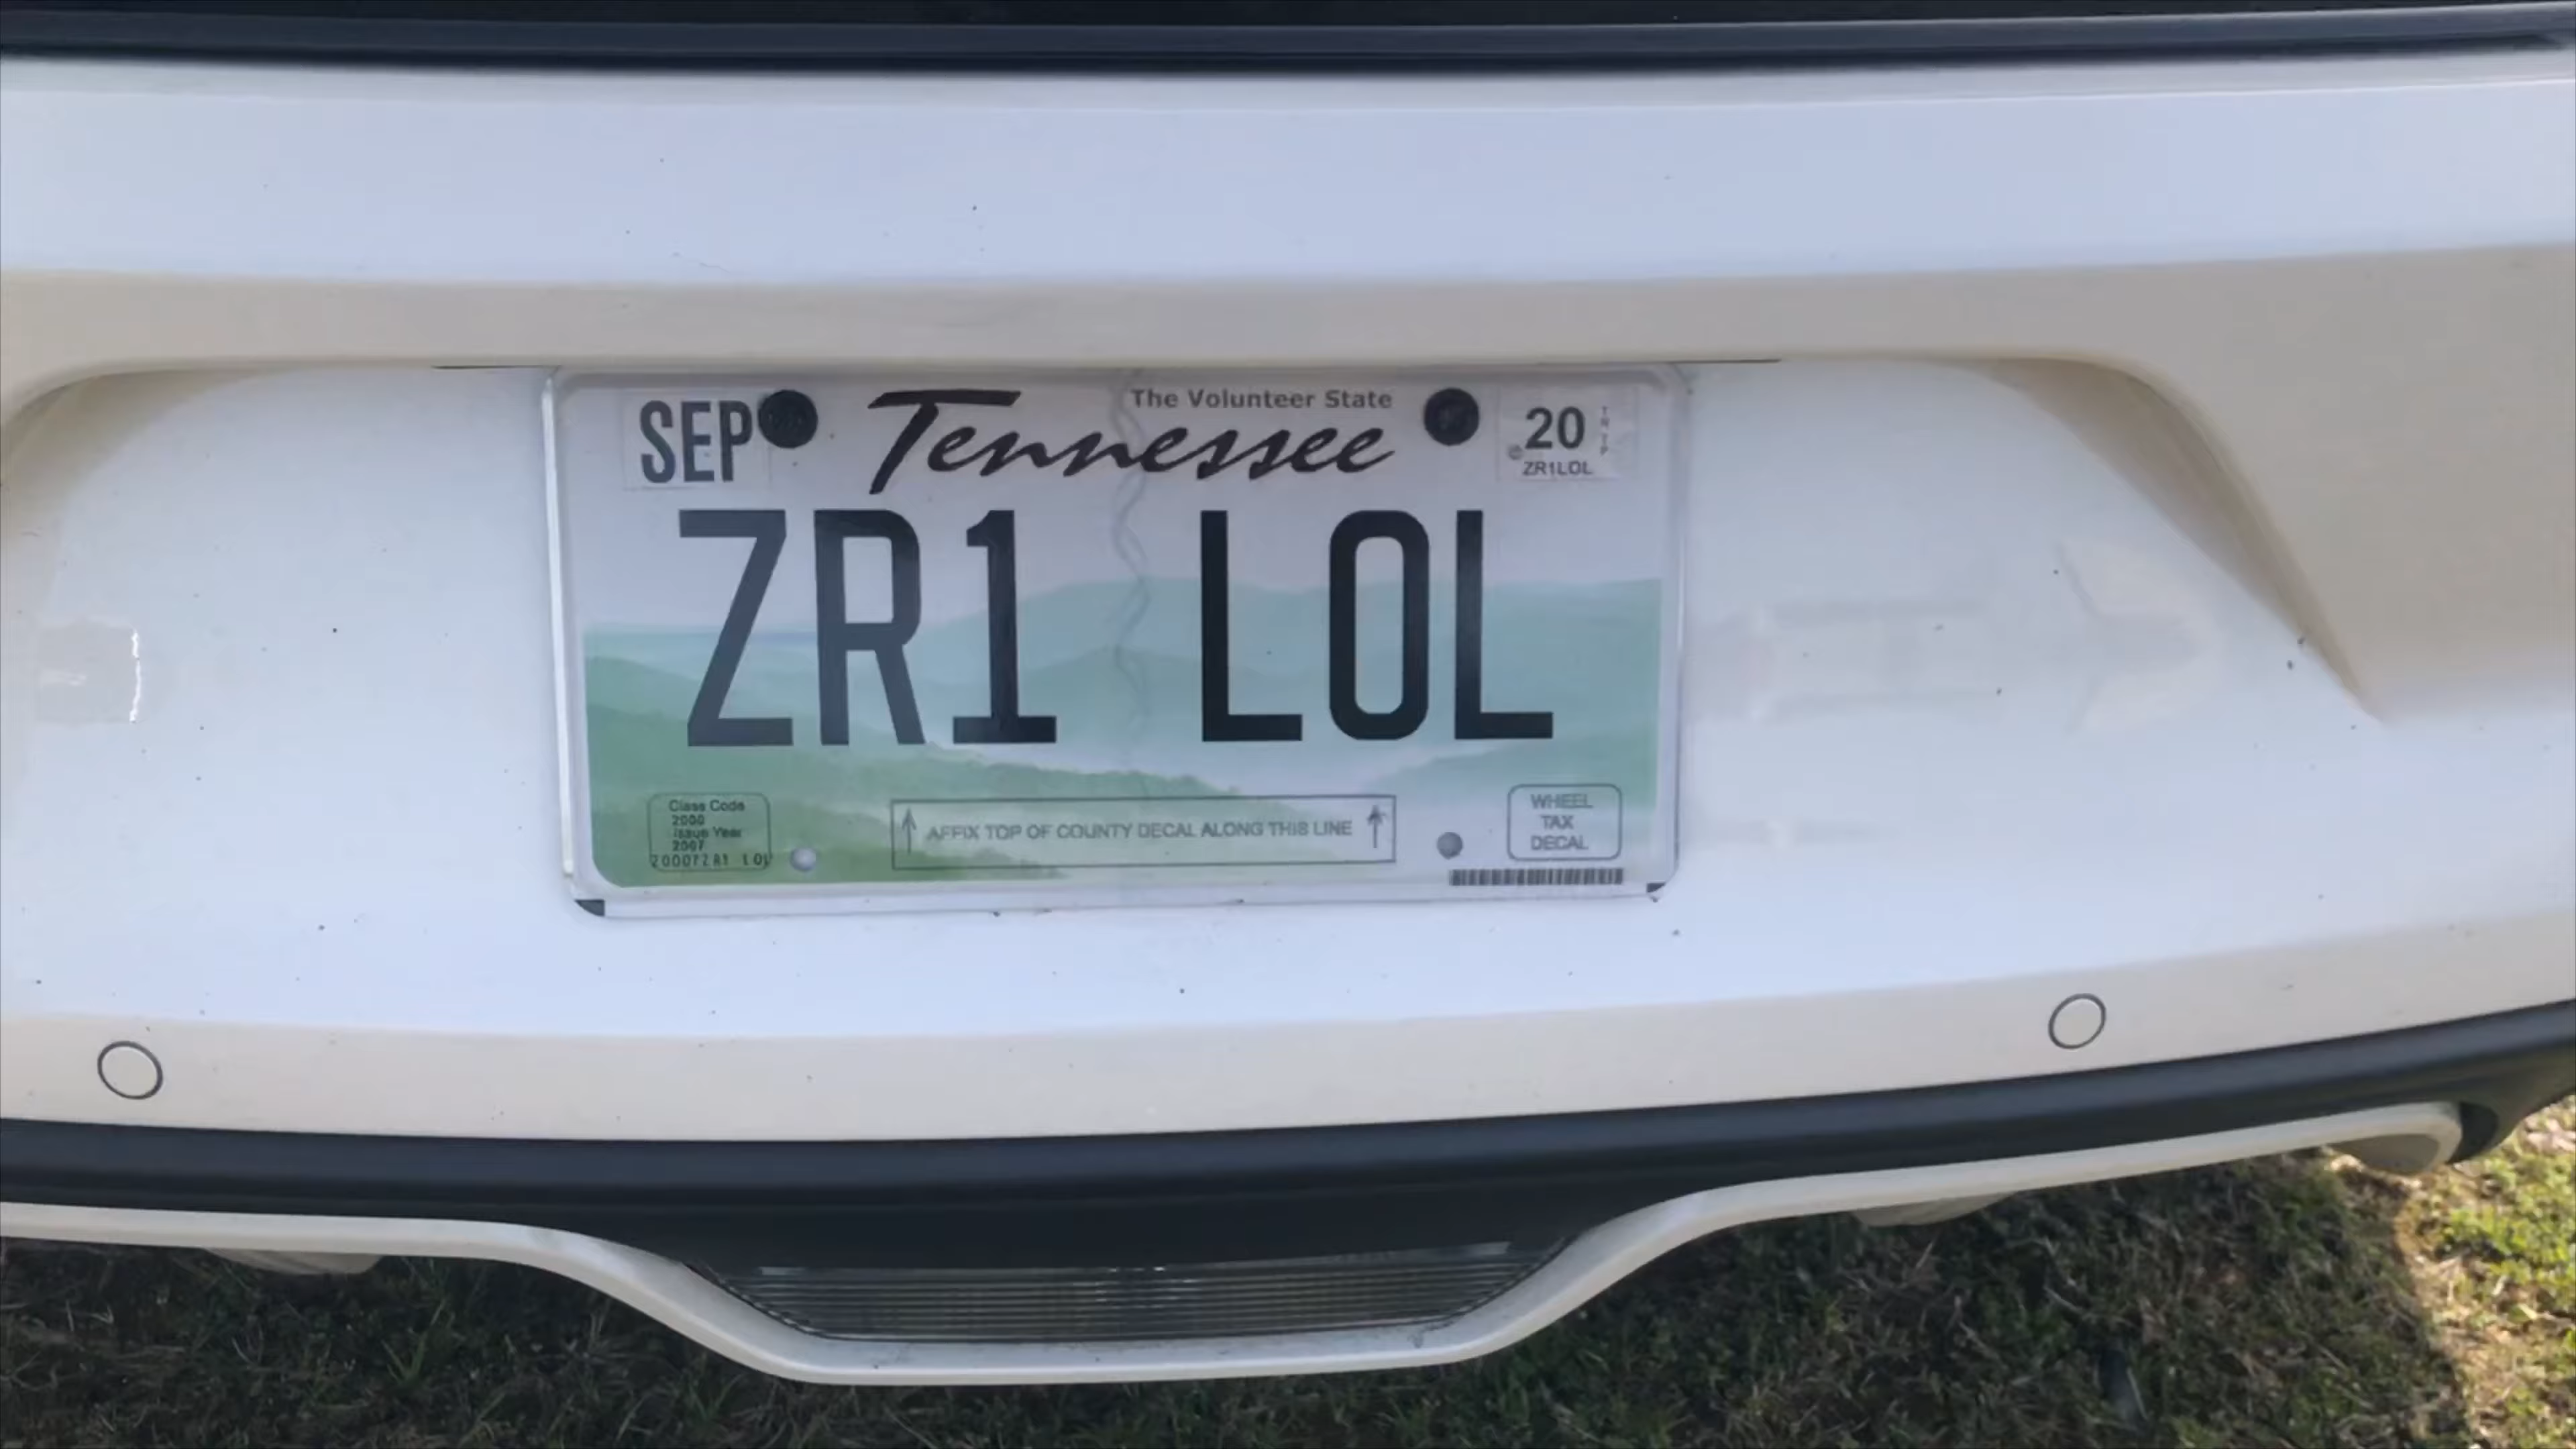 The Volunteer State
SEP Tennessee 20
ZR1LOL
ZR1 LOL
Class Code
2000
Issue Year
2007
AFFIX TOP OF COUNTY DECAL ALONG THIS LINE
WHEEL
TAX
DECAL